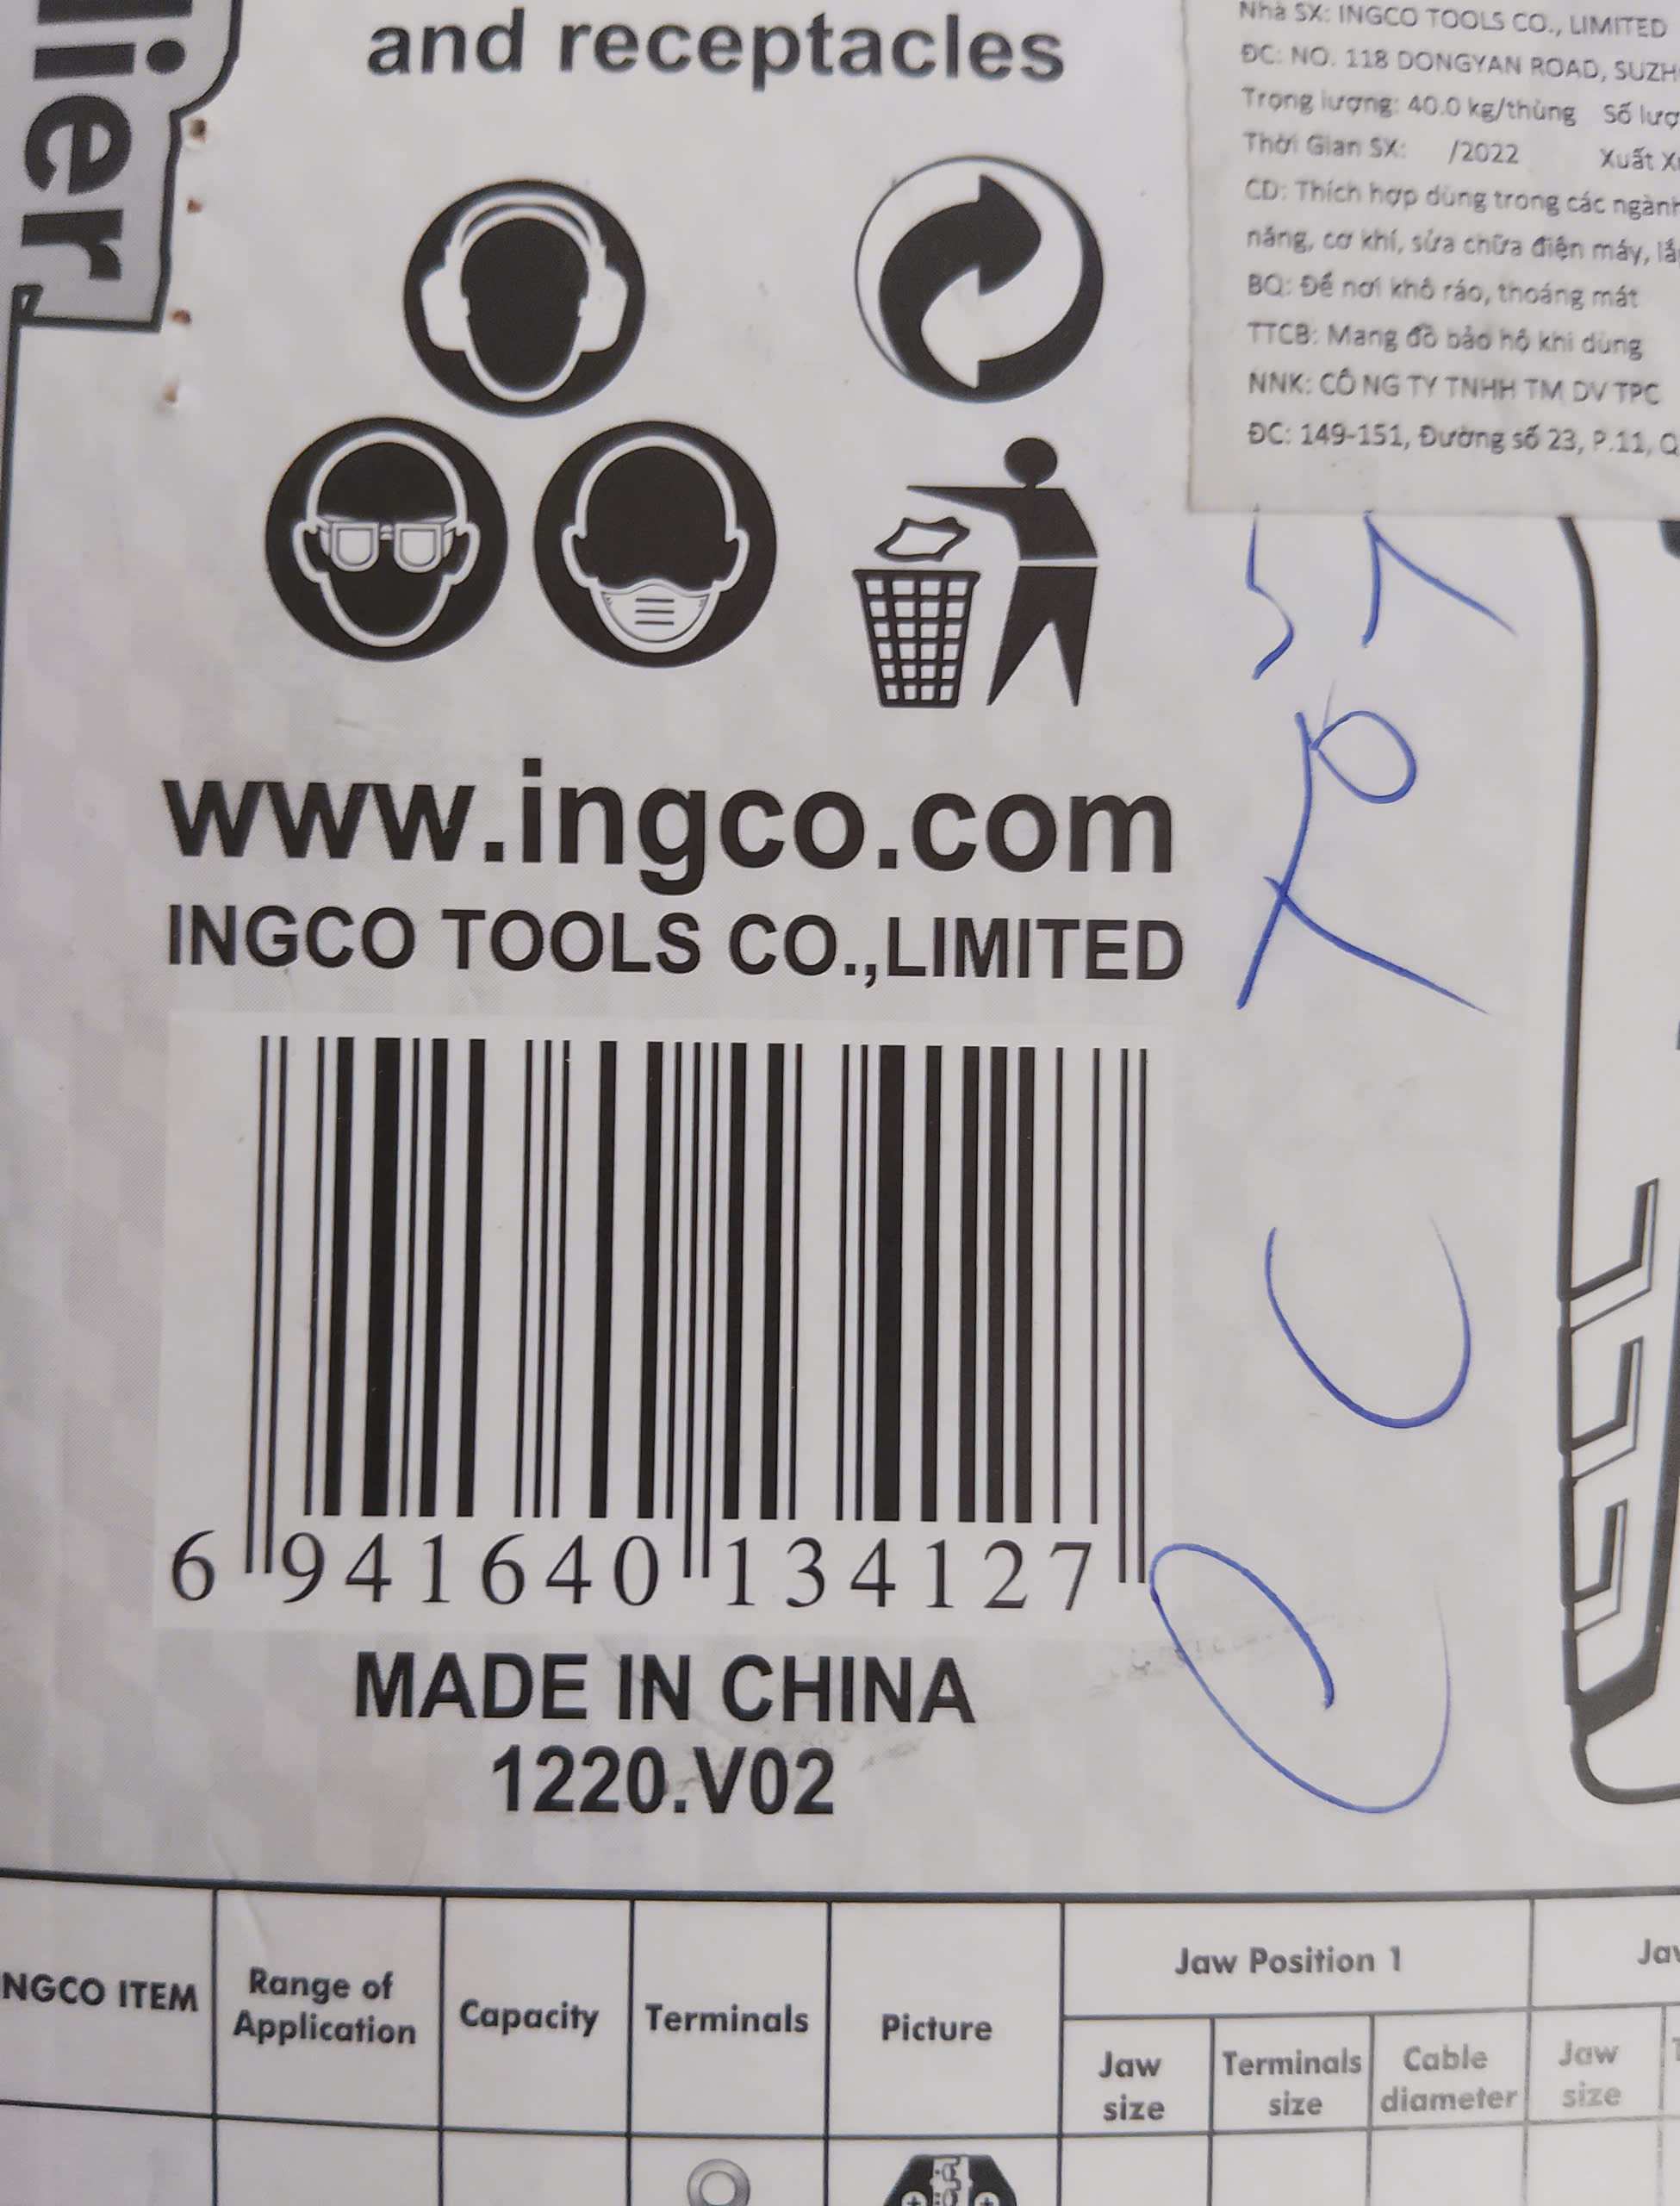 lier
and receptacles
Nhà SX: INGCO TOOLS CO., LIMITED
ĐC: NO. 118 DONGYAN ROAD, SUZH
Trọng lượng: 40.0 kg/thùng Số lượ
Thời Gian SX: /2022 Xuất X
CD: Thích hợp dùng trong các ngành
năng, cơ khí, sửa chữa điện máy, lắ
BQ: Để nơi khô ráo, thoáng mát
TTCB: Mang đồ bảo hộ khi dùng
NNK: CÔNG TY TNHH TM DV TPC
ĐC: 149-151, Đường số 23, P.11, Q
www.ingco.com
INGCO TOOLS CO.,LIMITED
6 941640 134127
MADE IN CHINA
1220.V02
NGCO ITEM
Range of
Application
Capacity
Terminals
Picture
Jaw Position 1
Jaw
size
Terminals
size
Cable
diameter
Jaw
size